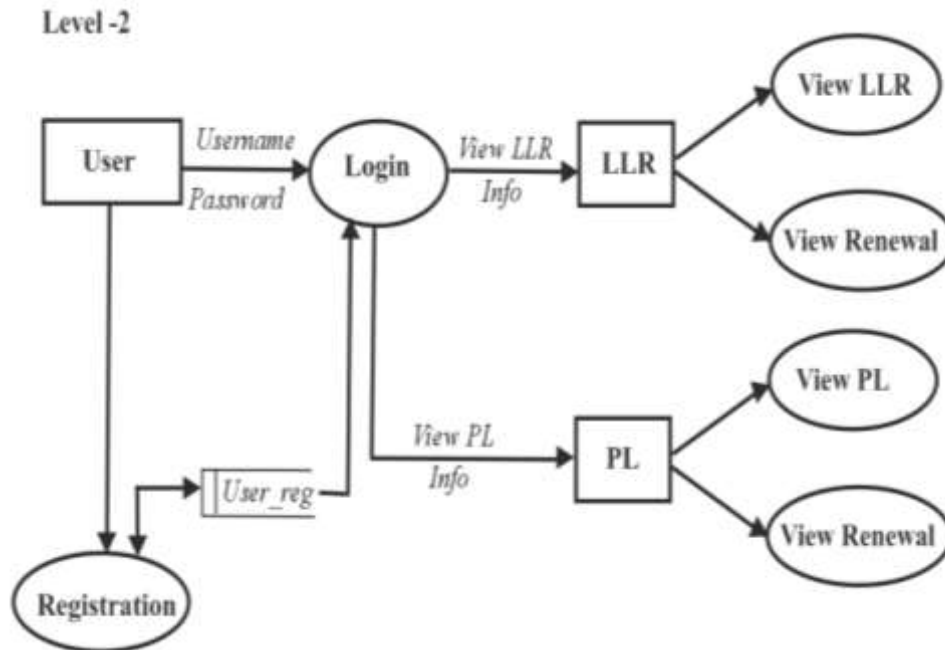 Level -2
User
Username
Password
Login
View LLR
Info
LLR
View LLR
View Renewal
View PL
Info
PL
View PL
View Renewal
User_reg
Registration